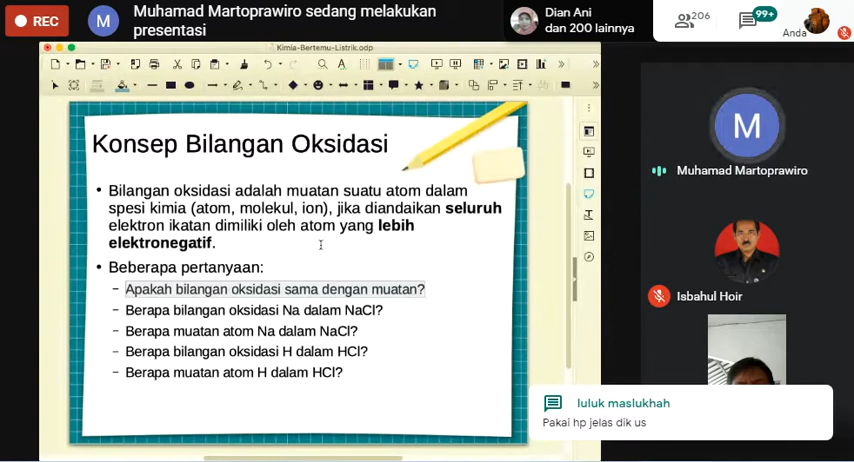 REC
M
Muhamad Martoprawiro sedang melakukan
presentasi
Dian Ani
dan 200 lainnya
206
99+
Anda
Kimia-Bertemu-Listrik.odp
Konsep Bilangan Oksidasi
• Bilangan oksidasi adalah muatan suatu atom dalam
spesi kimia (atom, molekul, ion), jika diandaikan seluruh
elektron ikatan dimiliki oleh atom yang lebih
elektronegatif.
• Beberapa pertanyaan:
– Apakah bilangan oksidasi sama dengan muatan?
– Berapa bilangan oksidasi Na dalam NaCl?
– Berapa muatan atom Na dalam NaCl?
– Berapa bilangan oksidasi H dalam HCl?
– Berapa muatan atom H dalam HCl?
M
Muhamad Martoprawiro
Isbahul Hoir
luluk maslukhah
Pakai hp jelas dik us